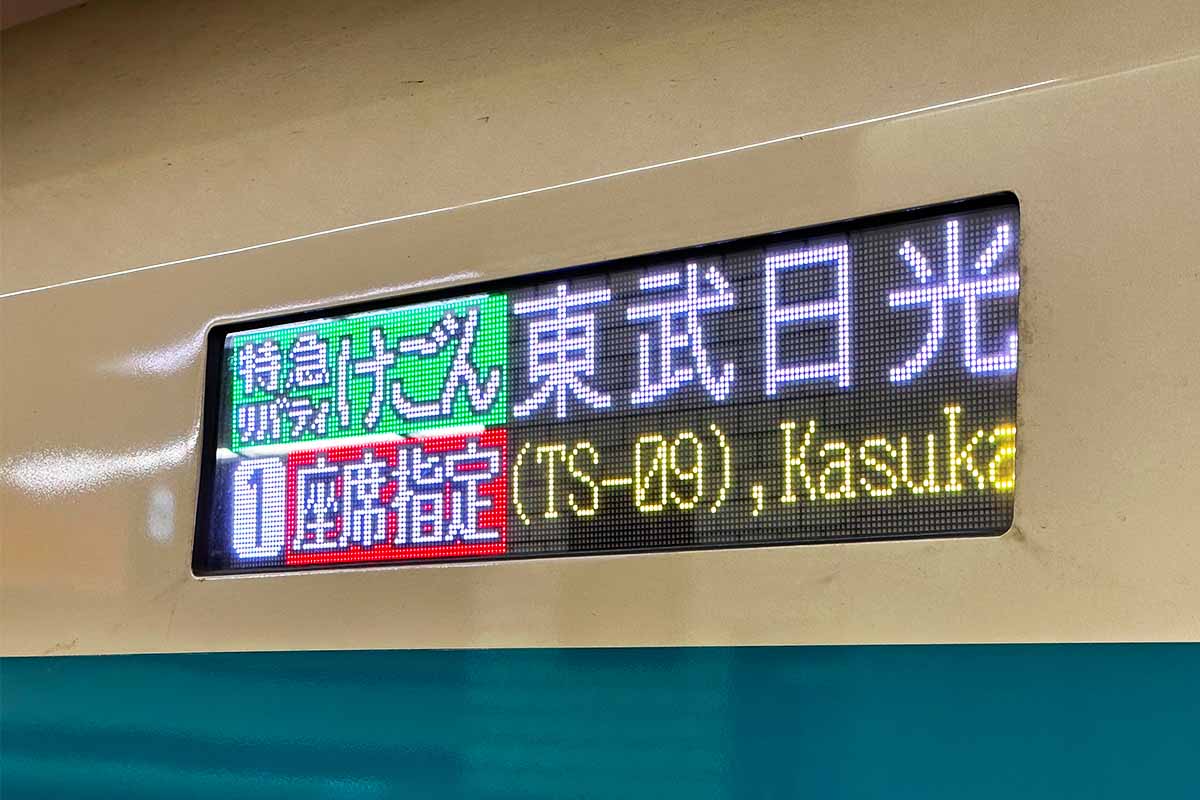 特急 リバティ けごん 東武日光
1 座席指定 (TS-09),Kasuka